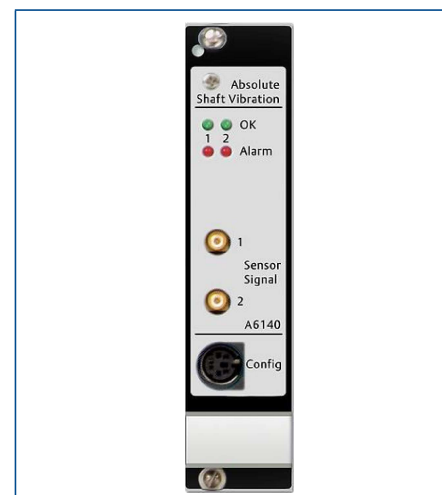 Absolute
Shaft Vibration
OK
1 2
Alarm
1
Sensor
Signal
2
A6140
Config